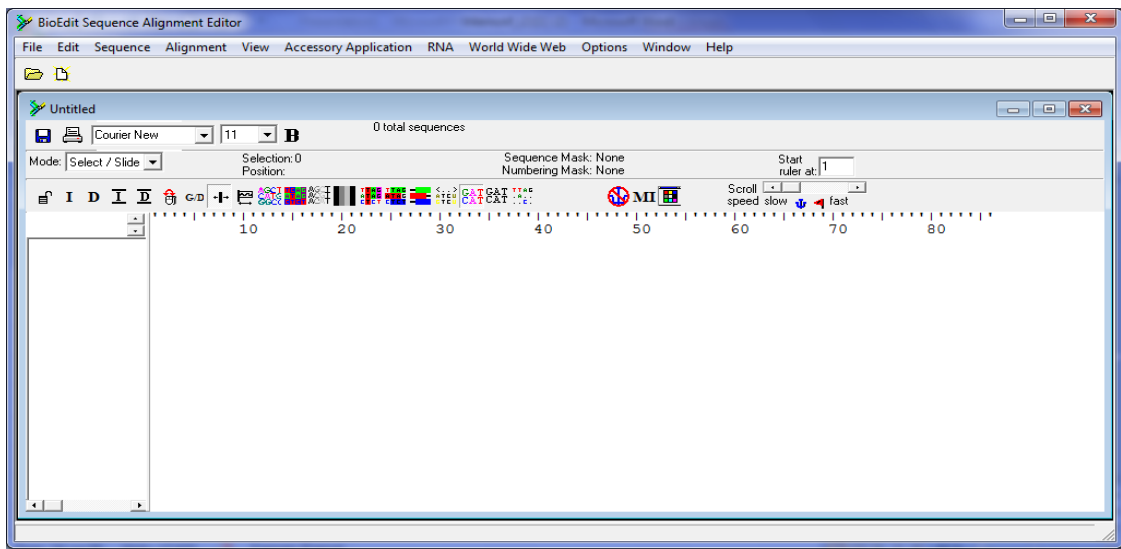 BioEdit Sequence Alignment Editor
File Edit Sequence Alignment View Accessory Application RNA World Wide Web Options Window Help
Untitled
Courier New 11 B 0 total sequences
Mode: Select / Slide Selection: 0 Sequence Mask: None Start
Position: Numbering Mask: None ruler at: 1
I D I D G/D GAT GAT MI Scroll
CAT CAT speed slow fast
10 20 30 40 50 60 70 80